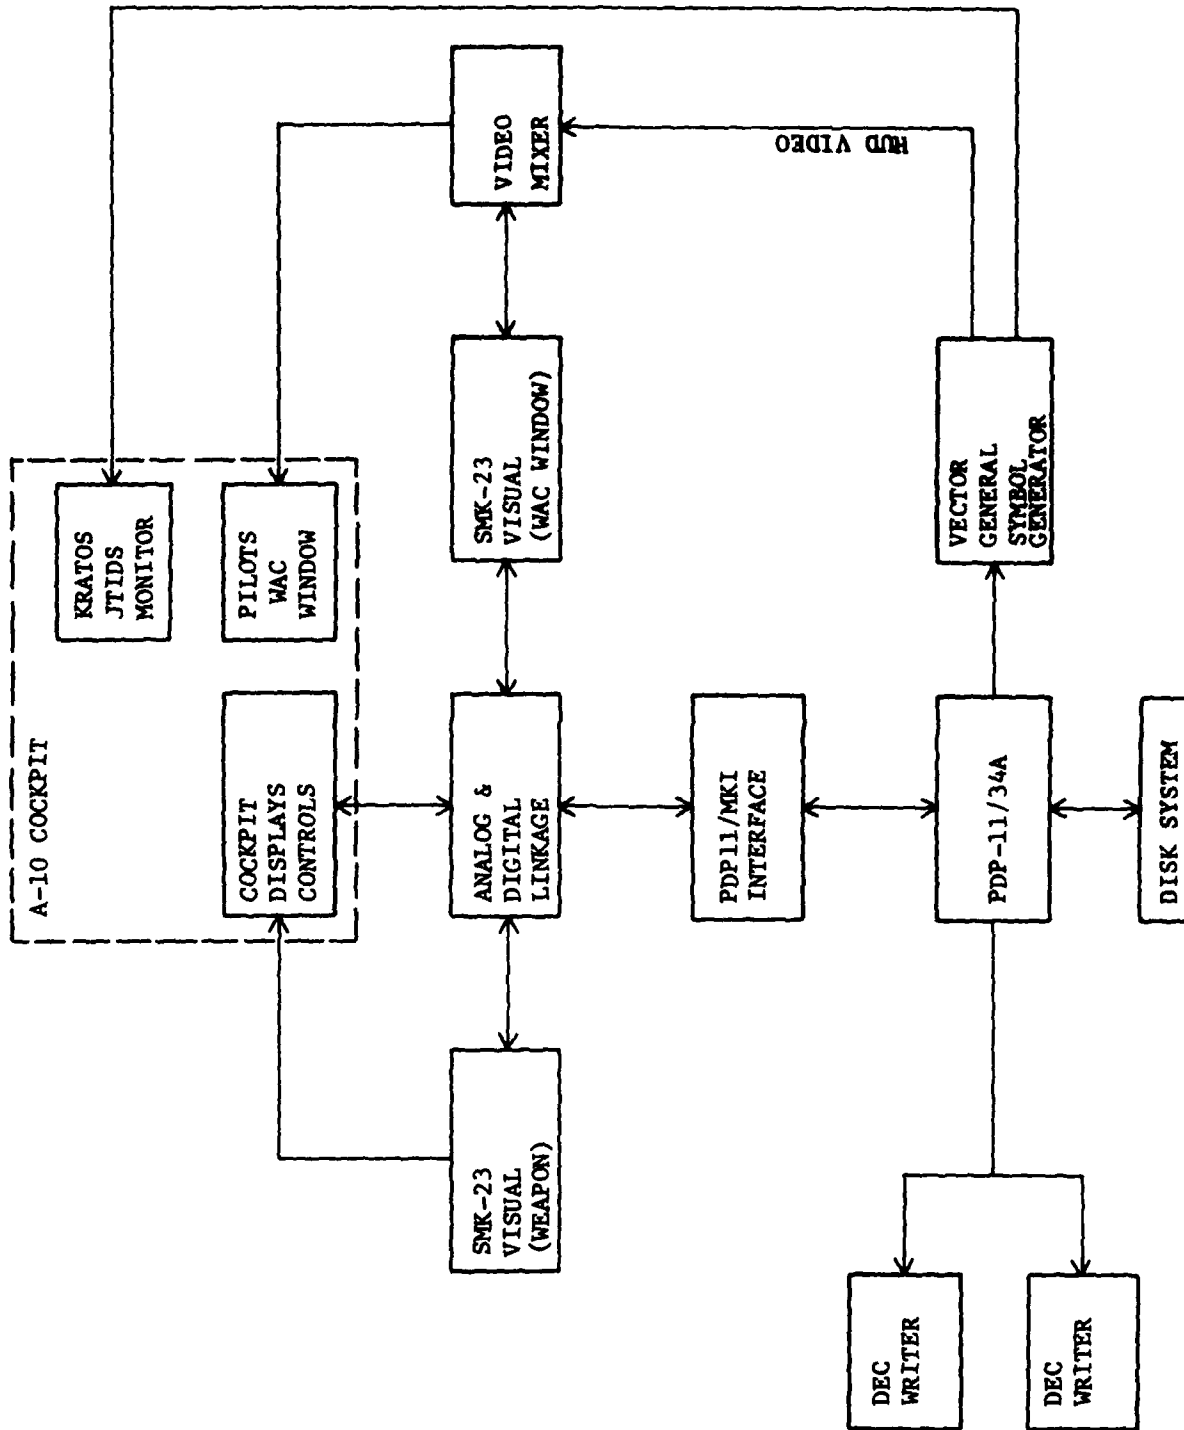 A-10 COCKPIT
KRATOS
JTIDS
MONITOR
COCKPIT
DISPLAYS
CONTROLS
PILOTS
WAC
WINDOW
SMK-23
VISUAL
(WEAPON)
ANALOG &
DIGITAL
LINKAGE
SMK-23
VISUAL
(WAC WINDOW)
VIDEO
MIXER
PDP11/MKI
INTERFACE
HUD VIDEO
DEC
WRITER
DEC
WRITER
PDP-11/34A
VECTOR
GENERAL
SYMBOL
GENERATOR
DISK SYSTEM